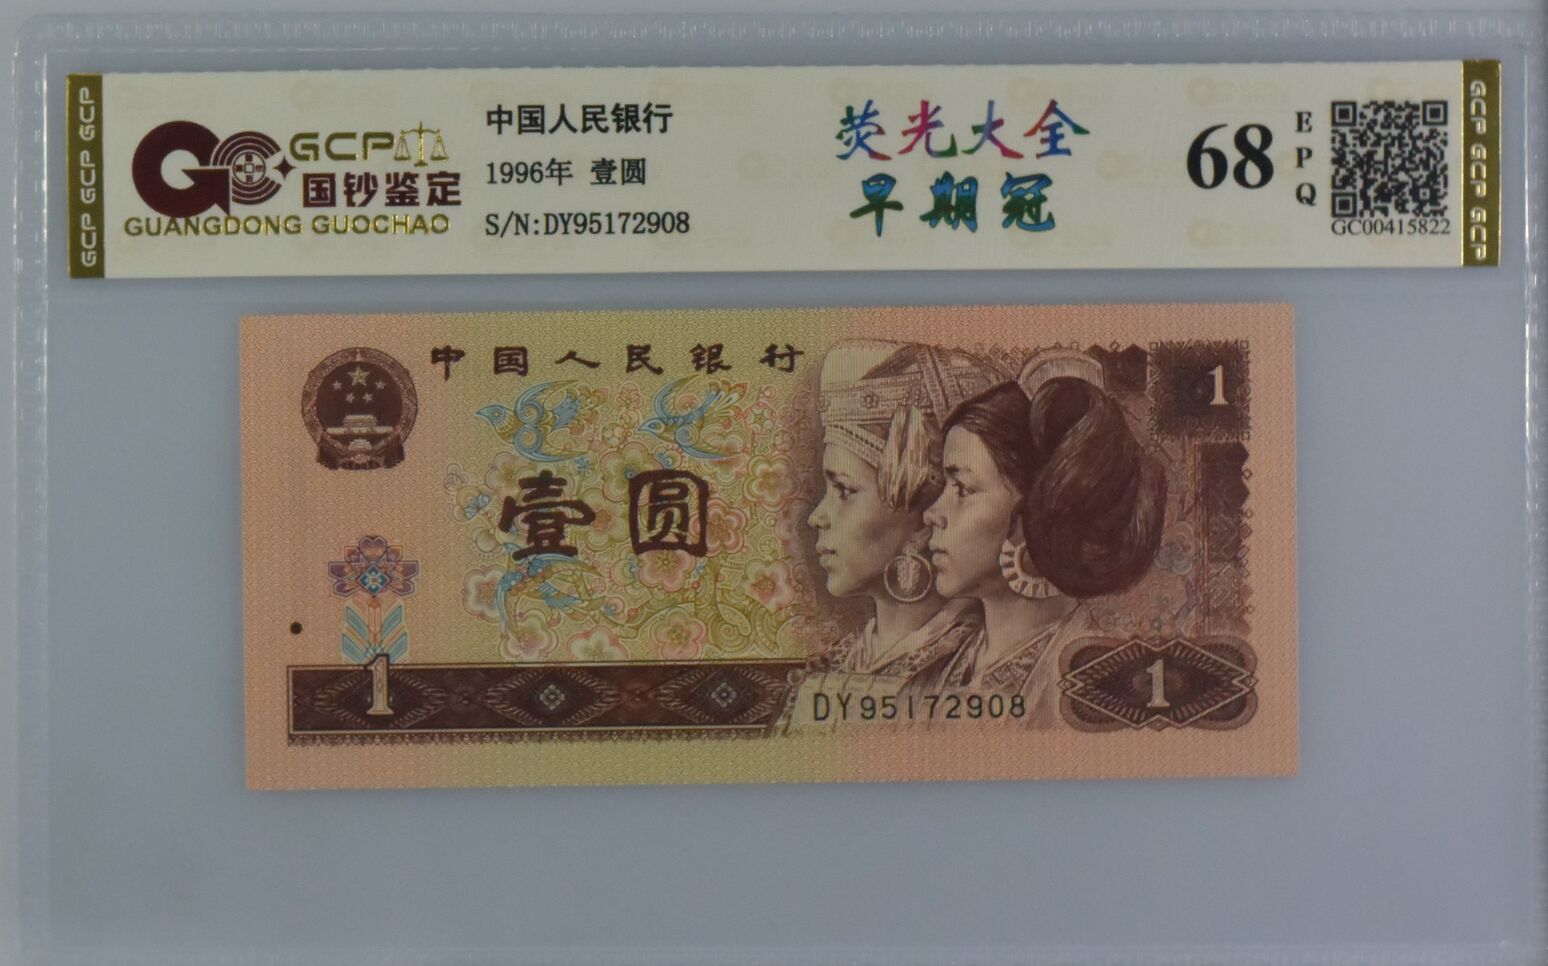 GCP GCP GCP
GCP
国钞鉴定
GUANGDONG GUOCHAO
中国人民银行
1996年 壹圆
S/N:DY95172908
荧光大全
早期冠
68
EPQ
GC00415822
GCP GCP GCP
中国人民银行
1
壹圆
1
DY95172908
1